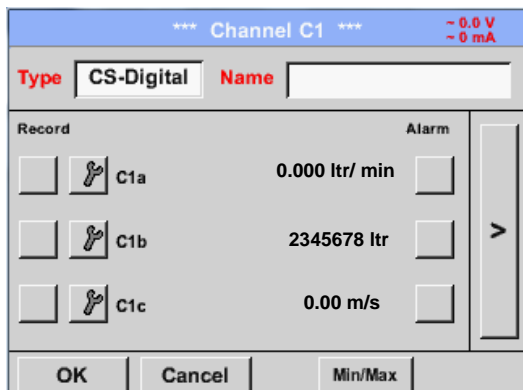 *** Channel C1 ***
~ 0.0 V
~ 0 mA
Type CS-Digital Name
Record Alarm
C1a 0.000 ltr/ min
C1b 2345678 ltr
>
C1c 0.00 m/s
OK Cancel Min/Max